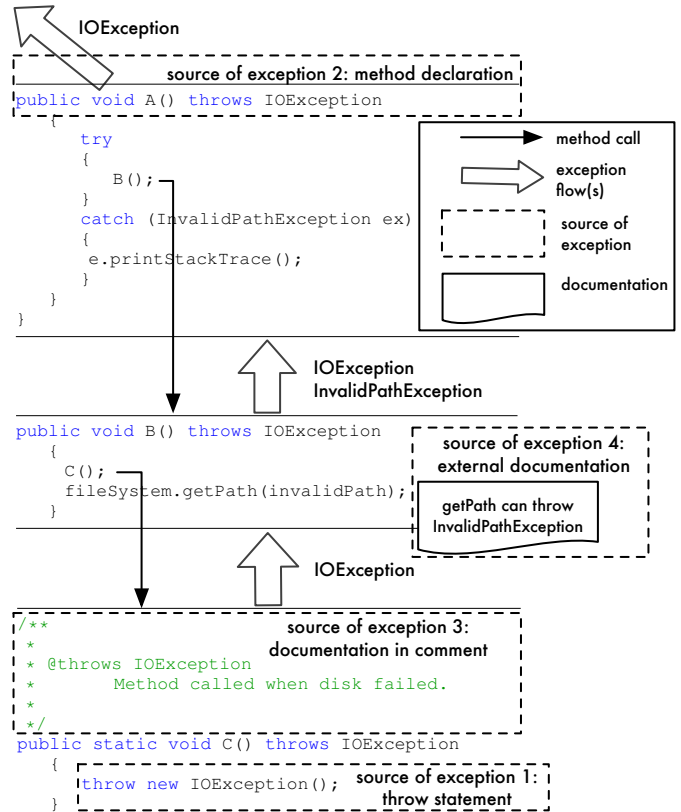 IOException
source of exception 2: method declaration
public void A() throws IOException
{
try
{
B();
}
catch (InvalidPathException ex)
{
e.printStackTrace();
}
}
}
method call
exception
flow(s)
source of
exception
documentation
IOException
InvalidPathException
public void B() throws IOException
{
C();
fileSystem.getPath(invalidPath);
}
source of exception 4:
external documentation
getPath can throw
InvalidPathException
IOException
source of exception 3:
documentation in comment
/**
*
* @throws IOException
* Method called when disk failed.
*
*/
public static void C() throws IOException
{
throw new IOException();
}
source of exception 1:
throw statement